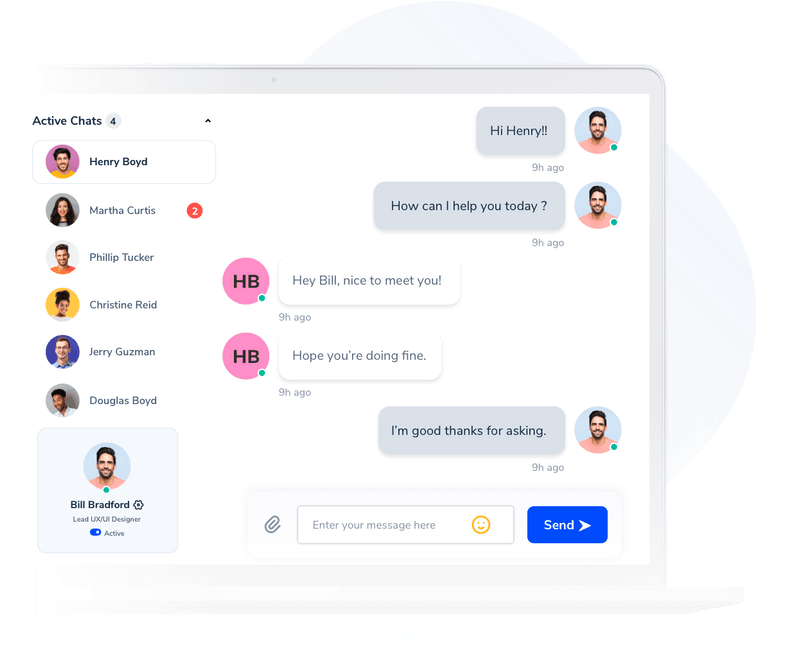 Active Chats 4
Henry Boyd
Martha Curtis 2
Phillip Tucker
Christine Reid
Jerry Guzman
Douglas Boyd
Bill Bradford
Lead UX/UI Designer
Active
Hi Henry!!
9h ago
How can I help you today ?
9h ago
HB Hey Bill, nice to meet you!
9h ago
HB Hope you’re doing fine.
9h ago
I’m good thanks for asking.
9h ago
Enter your message here
Send